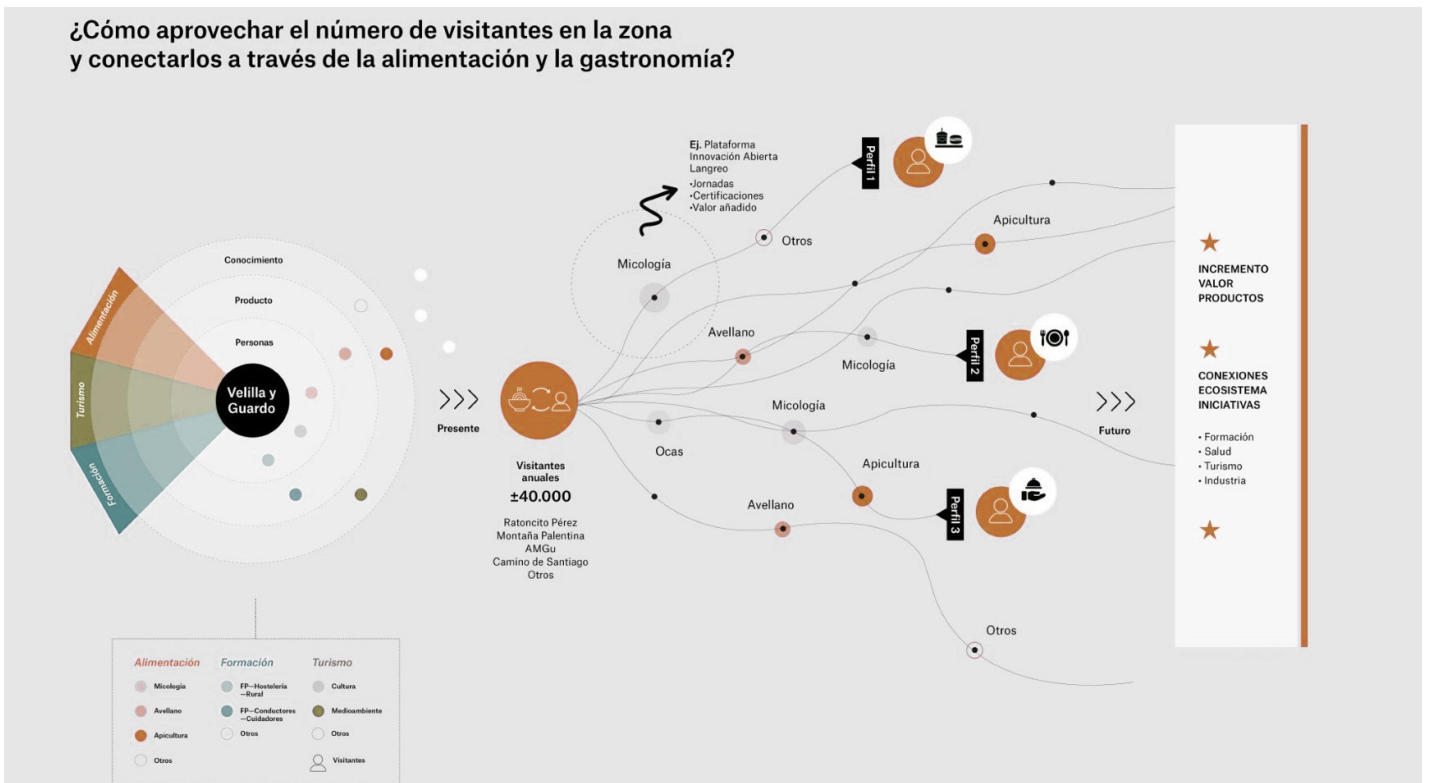 ¿Cómo aprovechar el número de visitantes en la zona
y conectarlos a través de la alimentación y la gastronomía?
Conocimiento
Producto
Personas
Alimentación
Turismo
Formación
Velilla y
Guardo
Presente
Visitantes
anuales
±40.000
Ratoncito Pérez
Montaña Palentina
AMGu
Camino de Santiago
Otros
Ej. Plataforma
Innovación Abierta
Langreo
•Jornadas
•Certificaciones
•Valor añadido
Micología
Otros
Perfil 1
Apicultura
Avellano
Micología
Perfil 2
Ocas
Micología
Apicultura
Perfil 3
Avellano
Otros
Futuro
INCREMENTO
VALOR
PRODUCTOS
CONEXIONES
ECOSISTEMA
INICIATIVAS
• Formación
• Salud
• Turismo
• Industria
Alimentación
Micologia
Avellano
Apicultura
Otros
Formación
FP—Hostelería
—Rural
FP—Conductores
—Cuidadores
Otros
Turismo
Cultura
Medioambiente
Otros
Visitantes